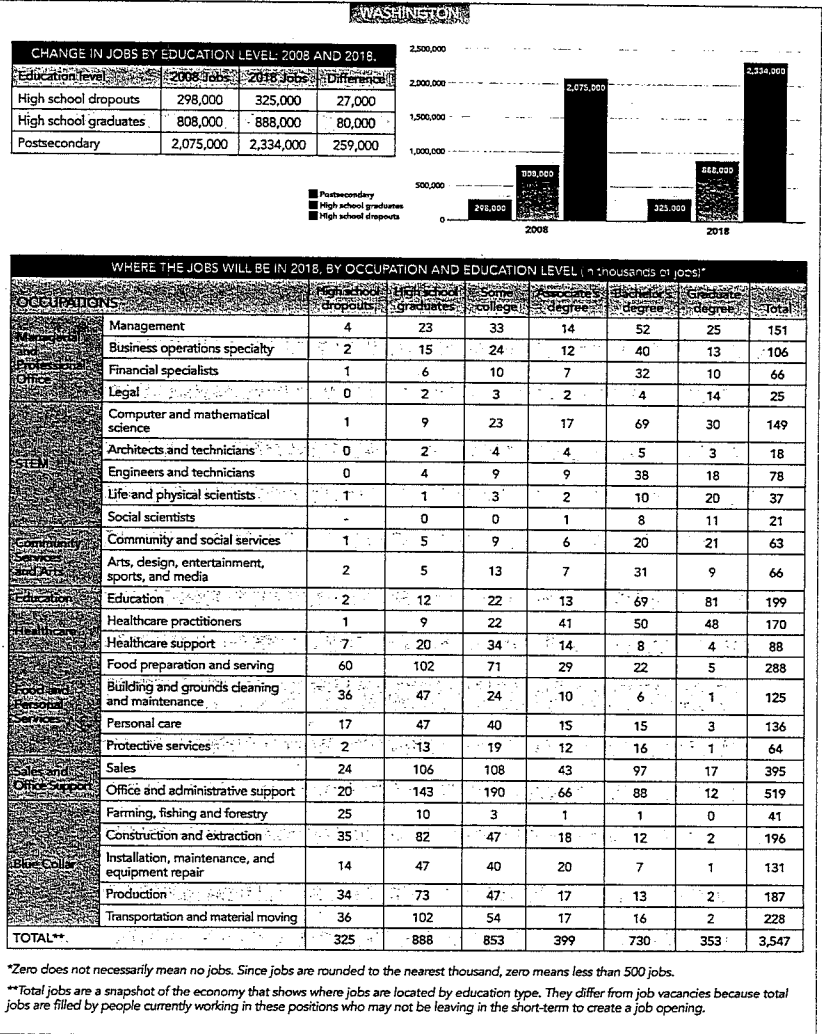 WASHINGTON
CHANGE IN JOBS BY EDUCATION LEVEL: 2008 AND 2018.
Education level 2008 Jobs 2018 Jobs Difference
High school dropouts 298,000 325,000 27,000
High school graduates 808,000 888,000 80,000
Postsecondary 2,075,000 2,334,000 259,000
2,500,000
2,000,000
1,500,000
1,000,000
500,000
0
298,000 808,000 2,075,000
325,000 888,000 2,334,000
2008 2018
Postsecondary
High school graduates
High school dropouts
WHERE THE JOBS WILL BE IN 2018, BY OCCUPATION AND EDUCATION LEVEL (in thousands of jobs)*
OCCUPATIONS High school dropouts High school graduates Some college Associate's degree Bachelor's degree Graduate degree Total
Managerial and Professional Office
Management 4 23 33 14 52 25 151
Business operations specialty 2 15 24 12 40 13 106
Financial specialists 1 6 10 7 32 10 66
Legal 0 2 3 2 4 14 25
STEM
Computer and mathematical science 1 9 23 17 69 30 149
Architects and technicians 0 2 4 4 5 3 18
Engineers and technicians 0 4 9 9 38 18 78
Life and physical scientists 1 1 3 2 10 20 37
Social scientists - 0 0 1 8 11 21
Community Services and Arts
Community and social services 1 5 9 6 20 21 63
Arts, design, entertainment, sports, and media 2 5 13 7 31 9 66
Education
Education 2 12 22 13 69 81 199
Healthcare
Healthcare practitioners 1 9 22 41 50 48 170
Healthcare support 7 20 34 14 8 4 88
Food and Personal Services
Food preparation and serving 60 102 71 29 22 5 288
Building and grounds cleaning and maintenance 36 47 24 10 6 1 125
Personal care 17 47 40 15 15 3 136
Protective services 2 13 19 12 16 1 64
Sales and Office Support
Sales 24 106 108 43 97 17 395
Office and administrative support 20 143 190 66 88 12 519
Blue Collar
Farming, fishing and forestry 25 10 3 1 1 0 41
Construction and extraction 35 82 47 18 12 2 196
Installation, maintenance, and equipment repair 14 47 40 20 7 1 131
Production 34 73 47 17 13 2 187
Transportation and material moving 36 102 54 17 16 2 228
TOTAL**. 325 888 853 399 730 353 3,547
*Zero does not necessarily mean no jobs. Since jobs are rounded to the nearest thousand, zero means less than 500 jobs.
**Total jobs are a snapshot of the economy that shows where jobs are located by education type. They differ from job vacancies because total
jobs are filled by people currently working in these positions who may not be leaving in the short-term to create a job opening.